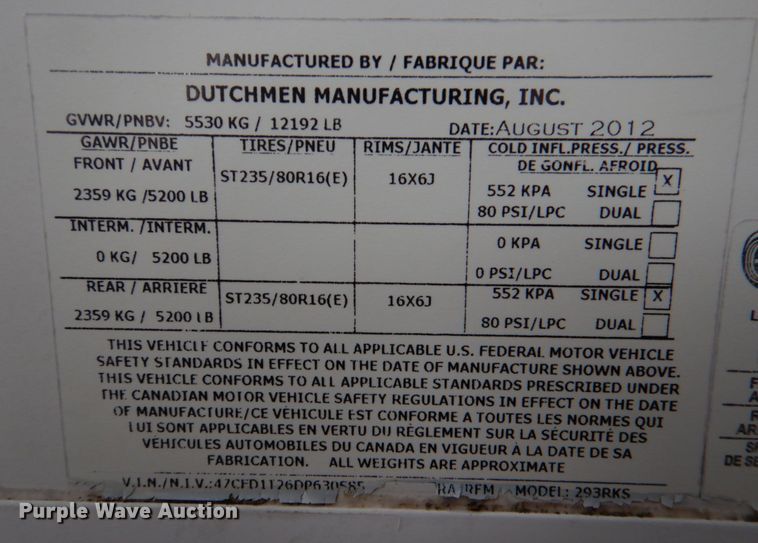 MANUFACTURED BY / FABRIQUE PAR:
DUTCHMEN MANUFACTURING, INC.
GVWR/PNBV: 5530 KG / 12192 LB DATE: AUGUST 2012
GAWR/PNBE TIRES/PNEU RIMS/JANTE COLD INFL.PRESS./ PRESS. DE GONFL. AFROID
FRONT / AVANT
2359 KG /5200 LB ST235/80R16(E) 16X6J 552 KPA SINGLE X
80 PSI/LPC DUAL
INTERM. /INTERM.
0 KG/ 5200 LB 0 KPA SINGLE
0 PSI/LPC DUAL
REAR / ARRIERE
2359 KG / 5200 LB ST235/80R16(E) 16X6J 552 KPA SINGLE X
80 PSI/LPC DUAL
THIS VEHICLE CONFORMS TO ALL APPLICABLE U.S. FEDERAL MOTOR VEHICLE
SAFETY STANDARDS IN EFFECT ON THE DATE OF MANUFACTURE SHOWN ABOVE.
THIS VEHICLE CONFORMS TO ALL APPLICABLE STANDARDS PRESCRIBED UNDER
THE CANADIAN MOTOR VEHICLE SAFETY REGULATIONS IN EFFECT ON THE DATE
OF MANUFACTURE/CE VÉHICULE EST CONFORME A TOUTES LES NORMES QUI
LUI SONT APPLICABLES EN VERTU DU RÈGLEMENT SUR LA SÉCURITÉ DES
VÉHICULES AUTOMOBILES DU CANADA EN VIGUEUR À LA DATE DE SA
FABRICATION. ALL WEIGHTS ARE APPROXIMATE
V.I.N./N.I.V.: MODEL: 293RKS
Purple Wave Auction